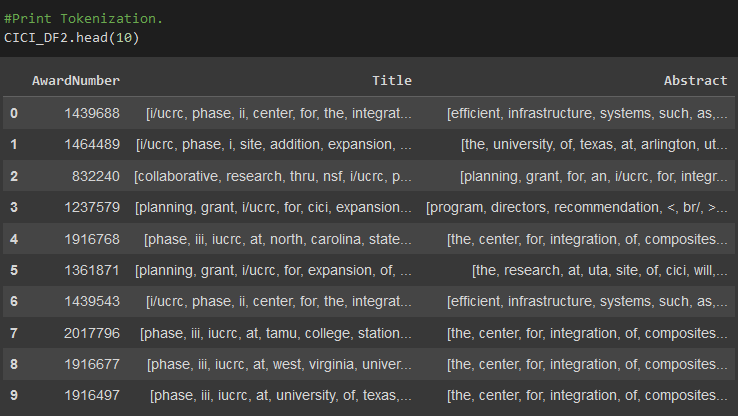 #Print Tokenization.
CICI_DF2.head(10)
AwardNumber Title Abstract
0 1439688 [i/ucrc, phase, ii, center, for, the, integrat... [efficient, infrastructure, systems, such, as,...
1 1464489 [i/ucrc, phase, i, site, addition, expansion, ... [the, university, of, texas, at, arlington, ut...
2 832240 [collaborative, research, thru, nsf, i/ucrc, p... [planning, grant, for, an, i/ucrc, for, integr...
3 1237579 [planning, grant, i/ucrc, for, cici, expansion... [program, directors, recommendation, <, br/, >...
4 1916768 [phase, iii, iucrc, at, north, carolina, state... [the, center, for, integration, of, composites...
5 1361871 [planning, grant, i/ucrc, for, expansion, of, ... [the, research, at, uta, site, of, cici, will,...
6 1439543 [i/ucrc, phase, ii, center, for, the, integrat... [efficient, infrastructure, systems, such, as,...
7 2017796 [phase, iii, iucrc, at, tamu, college, station... [the, center, for, integration, of, composites...
8 1916677 [phase, iii, iucrc, at, west, virginia, univer... [the, center, for, integration, of, composites...
9 1916497 [phase, iii, iucrc, at, university, of, texas,... [the, center, for, integration, of, composites...